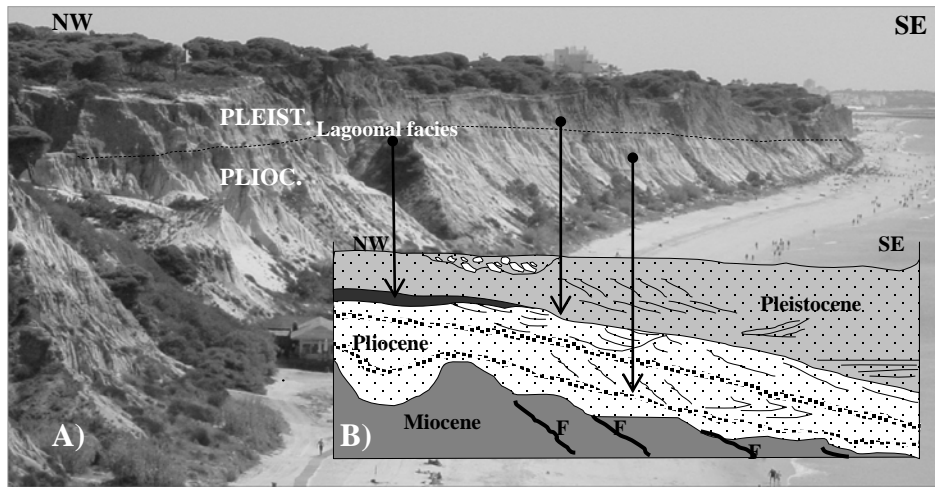 NW
SE
PLEIST.
Lagoonal facies
PLIOC.
NW
SE
Pleistocene
Pliocene
Miocene
F
F
F
A)
B)